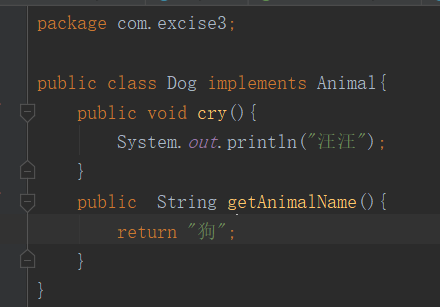 package com.excise3;
public class Dog implements Animal{
public void cry(){
System.out.println("汪汪");
}
public  String getAnimalName(){
return "狗";
}
}